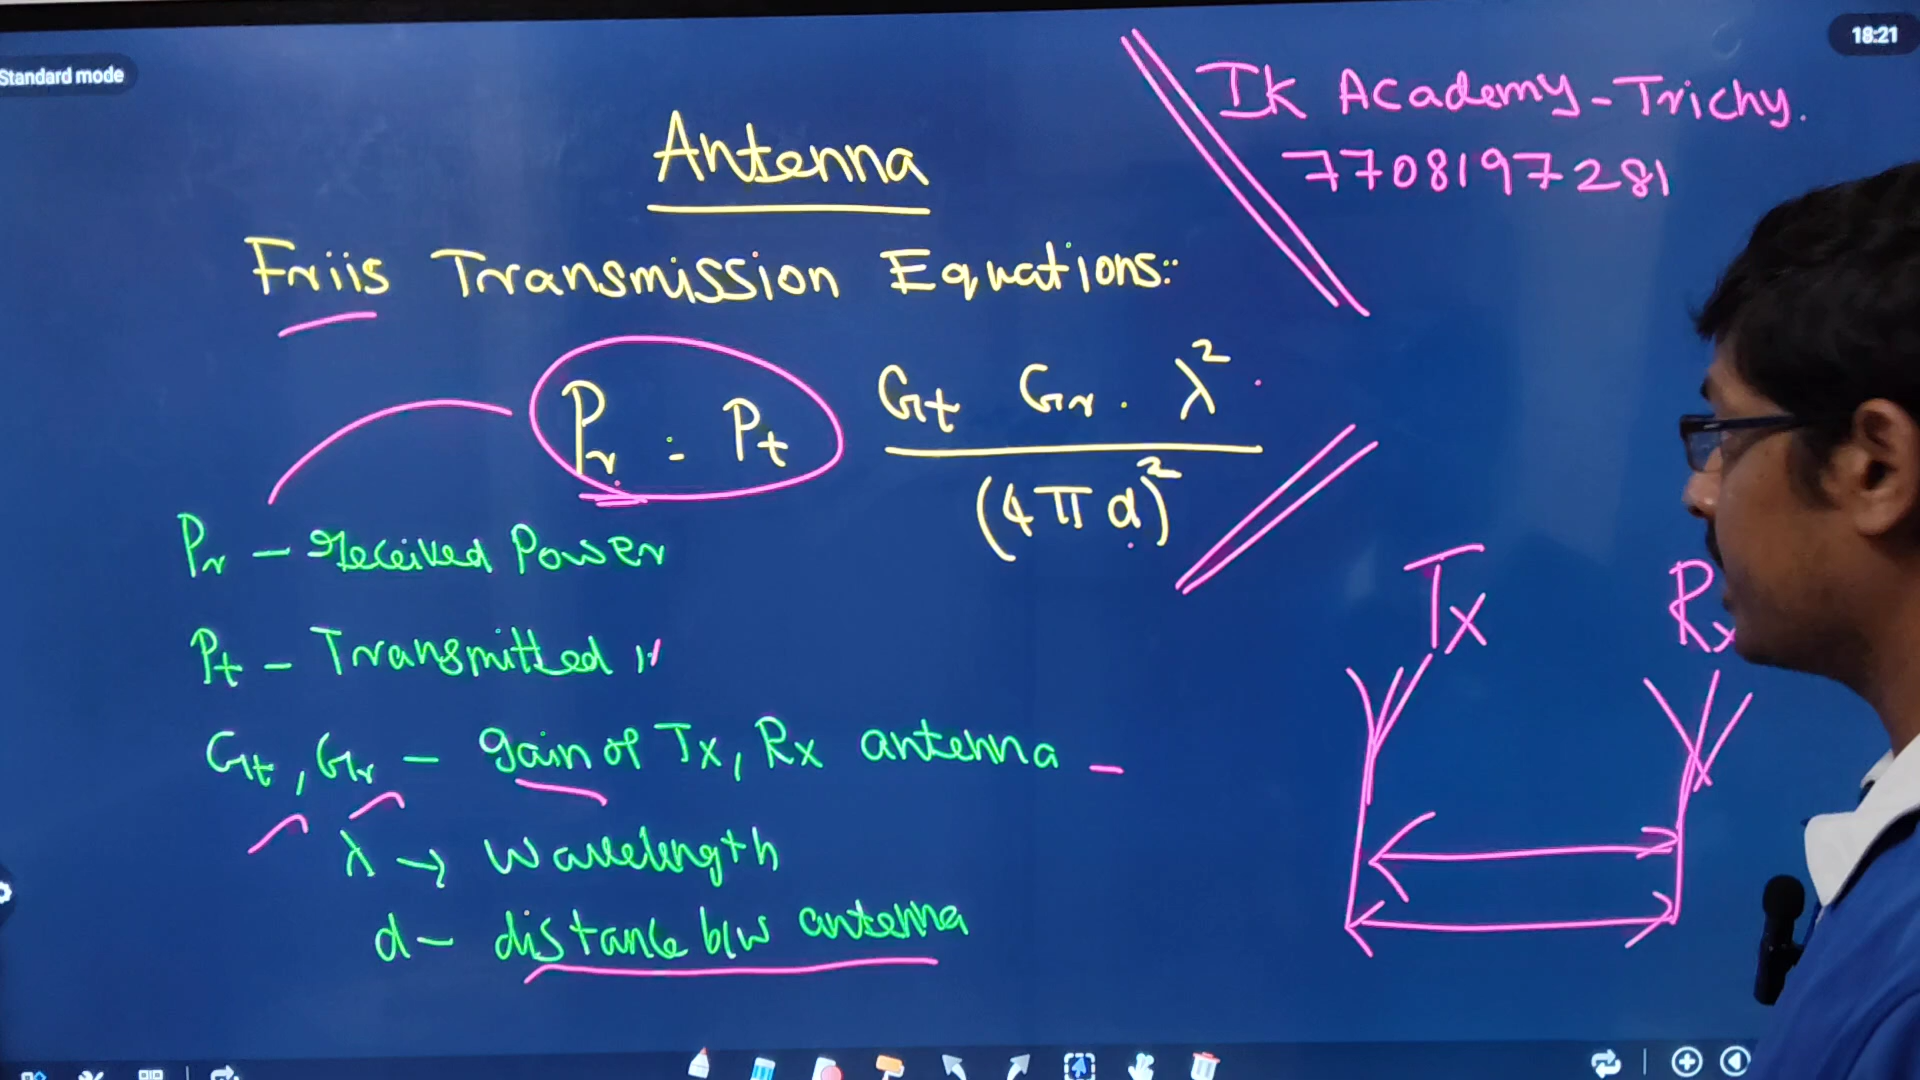 Standard mode
18:21
IK Academy - Trichy.
7708197281
Antenna
Friis Transmission Equations::
Pr = Pt Gt Gr . λ² / (4πd)²
Pr - received Power
Pt - Transmitted 〃
Gt, Gr - gain of Tx, Rx antenna -
λ → Wavelength
d - distance b/w antenna
Tx
Rx